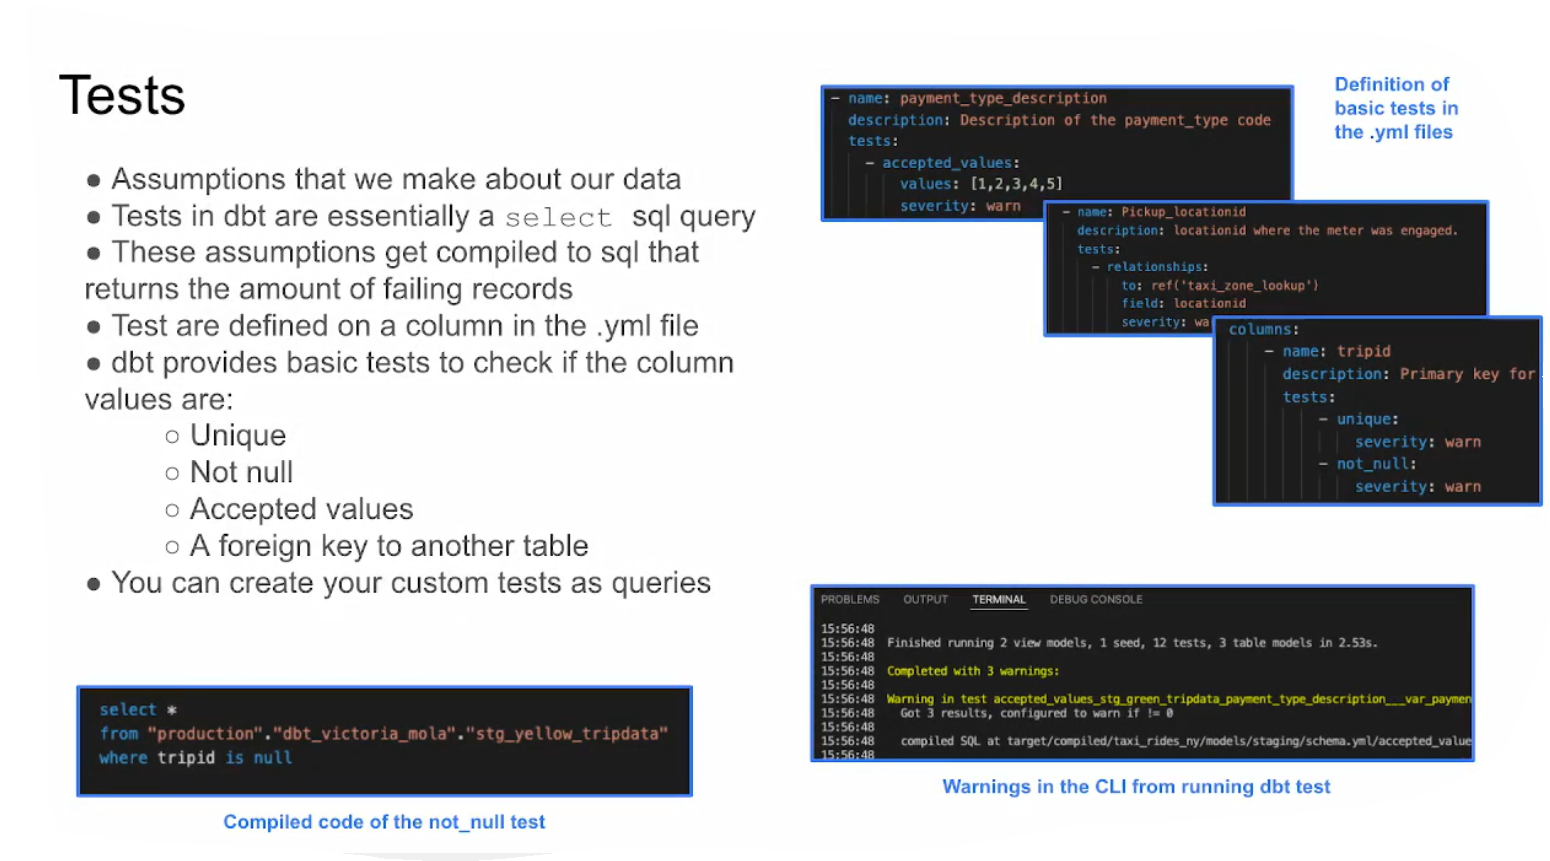 Tests
● Assumptions that we make about our data
● Tests in dbt are essentially a select sql query
● These assumptions get compiled to sql that
returns the amount of failing records
● Test are defined on a column in the .yml file
● dbt provides basic tests to check if the column
values are:
○ Unique
○ Not null
○ Accepted values
○ A foreign key to another table
● You can create your custom tests as queries
select *
from "production"."dbt_victoria_mola"."stg_yellow_tripdata"
where tripid is null
Compiled code of the not_null test
- name: payment_type_description
description: Description of the payment_type code
tests:
- accepted_values:
values: [1,2,3,4,5]
severity: warn
Definition of
basic tests in
the .yml files
- name: Pickup_locationid
description: locationid where the meter was engaged.
tests:
- relationships:
to: ref('taxi_zone_lookup')
field: locationid
severity: wa
columns:
- name: tripid
description: Primary key for
tests:
- unique:
severity: warn
- not_null:
severity: warn
PROBLEMS OUTPUT TERMINAL DEBUG CONSOLE
15:56:48
15:56:48 Finished running 2 view models, 1 seed, 12 tests, 3 table models in 2.53s.
15:56:48
15:56:48 Completed with 3 warnings:
15:56:48
15:56:48 Warning in test accepted_values_stg_green_tripdata_payment_type_description___var_paymen
15:56:48 Got 3 results, configured to warn if != 0
15:56:48
15:56:48 compiled SQL at target/compiled/taxi_rides_ny/models/staging/schema.yml/accepted_value
15:56:48
Warnings in the CLI from running dbt test